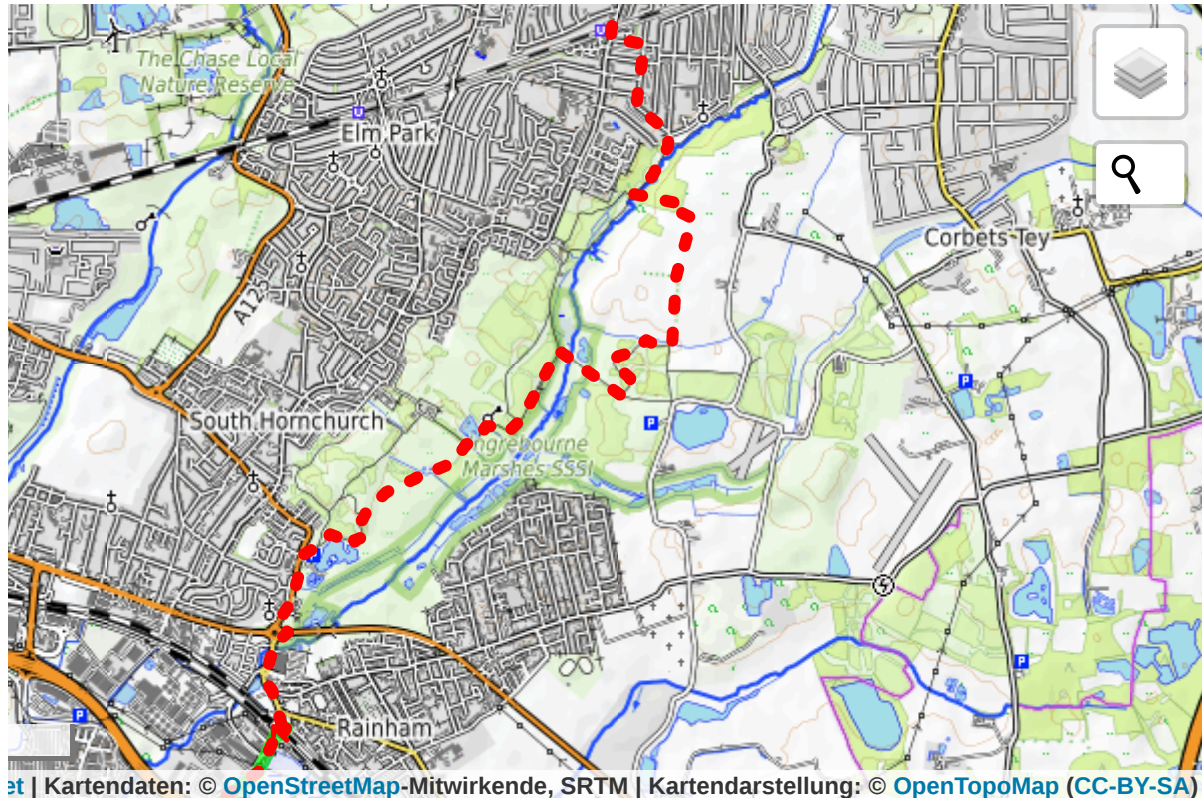 The Chase Local
Nature Reserve
U
U
Elm Park
Corbets Tey
A125
P
South Hornchurch
P
Ingrebourne
Marshes SSSI
P
P
P
Rainham
et | Kartendaten: © OpenStreetMap-Mitwirkende, SRTM | Kartendarstellung: © OpenTopoMap (CC-BY-SA)